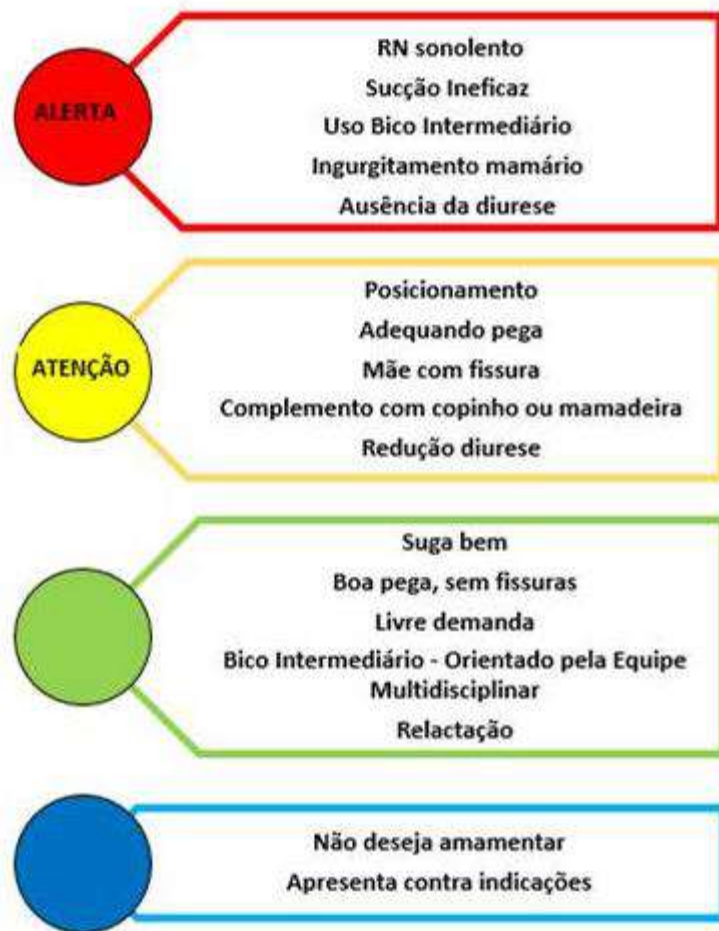 ALERTA
RN sonolento
Sucção Ineficaz
Uso Bico Intermediário
Ingurgitamento mamário
Ausência da diurese
ATENÇÃO
Posicionamento
Adequando pega
Mãe com fissura
Complemento com copinho ou mamadeira
Redução diurese
Suga bem
Boa pega, sem fissuras
Livre demanda
Bico Intermediário - Orientado pela Equipe
Multidisciplinar
Relactação
Não deseja amamentar
Apresenta contra indicações